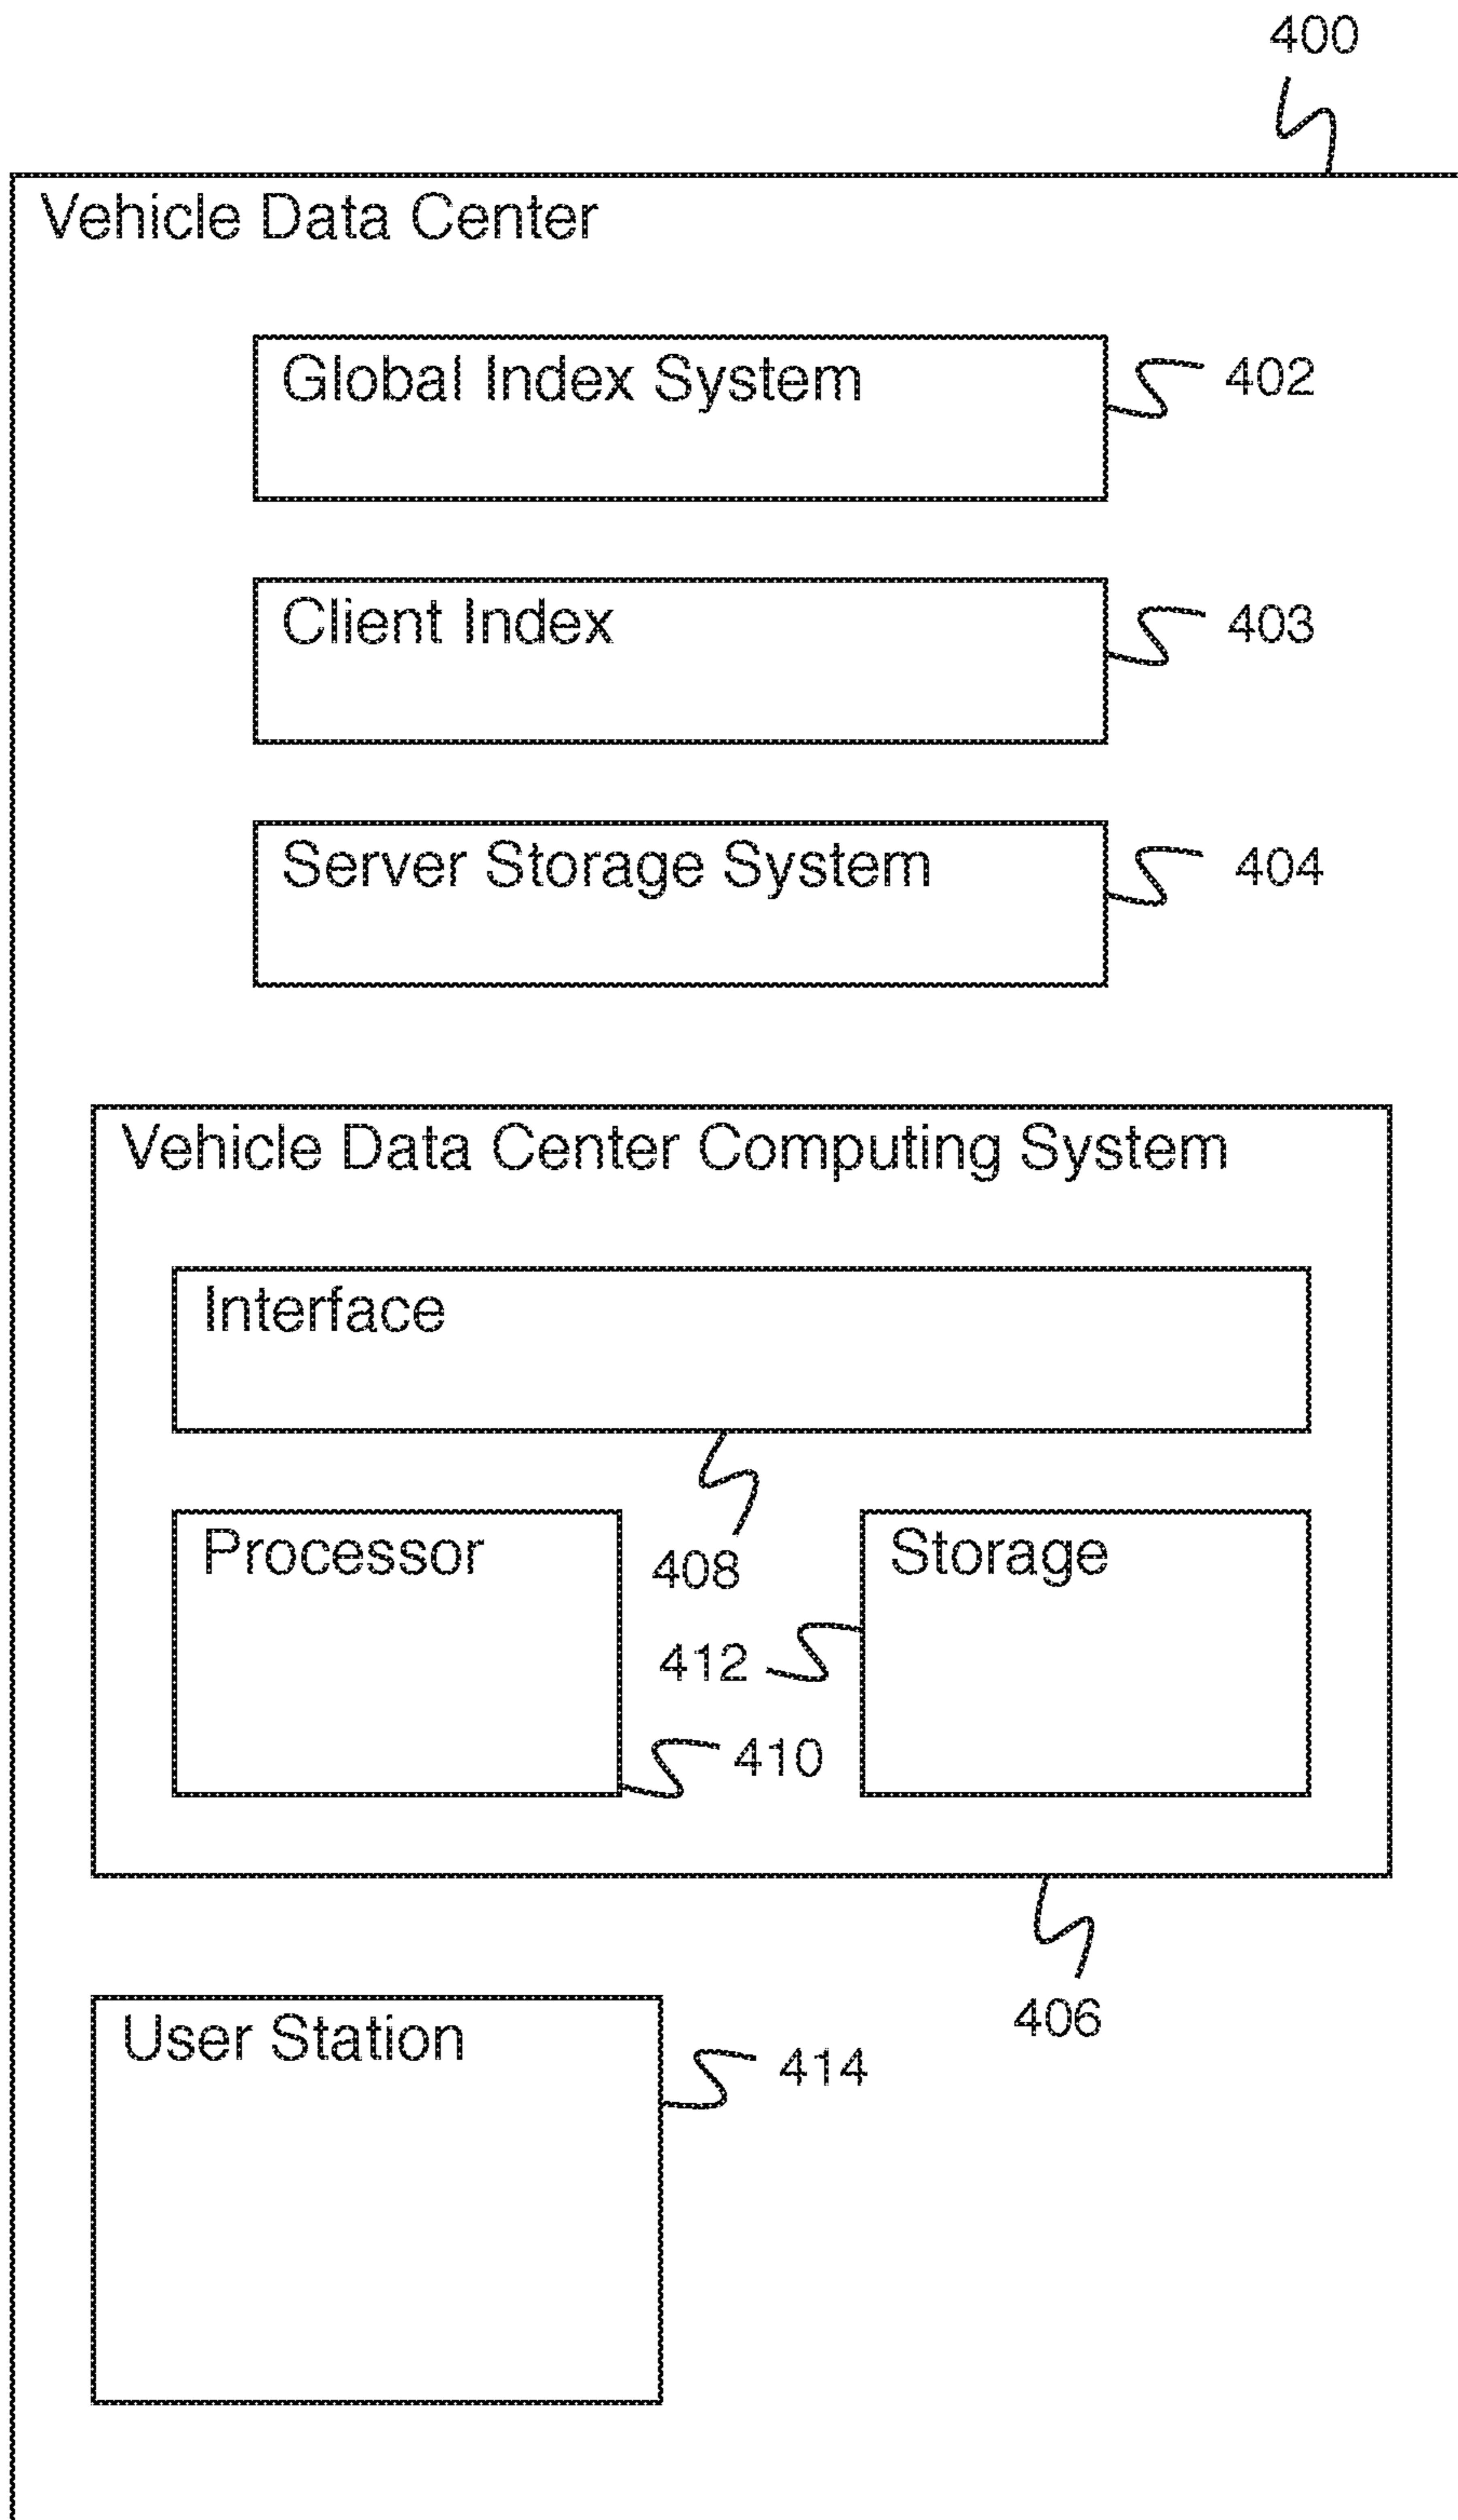 400
Vehicle Data Center
Global Index System
402
Client Index
403
Server Storage System
404
Vehicle Data Center Computing System
Interface
408
Processor
410
Storage
412
406
User Station
414